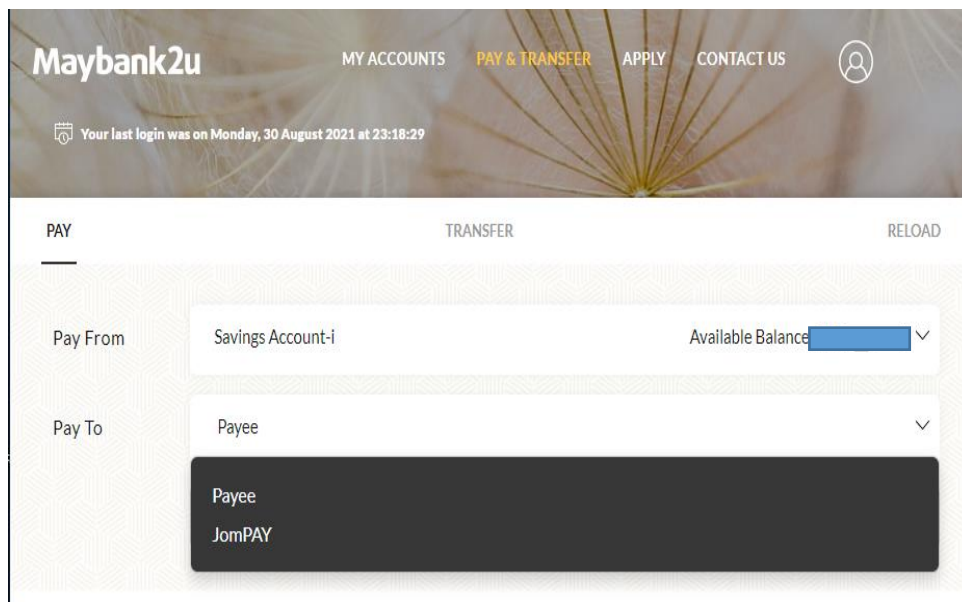 Maybank2u
MY ACCOUNTS PAY & TRANSFER APPLY CONTACT US
Your last login was on Monday, 30 August 2021 at 23:18:29
PAY TRANSFER RELOAD
Pay From Savings Account-i Available Balance
Pay To Payee
Payee
JomPAY